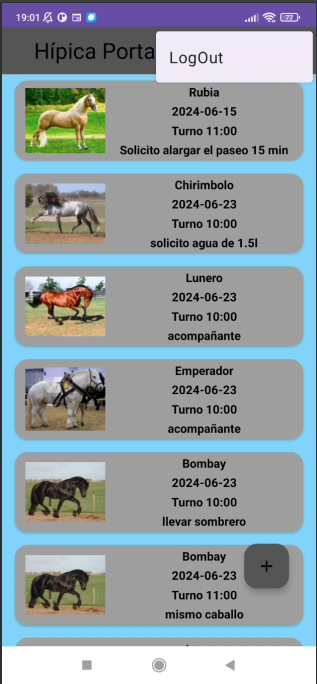 19:01
77
Hípica Porta
LogOut
Rubia
2024-06-15
Turno 11:00
Solicito alargar el paseo 15 min
Chirimbolo
2024-06-23
Turno 10:00
solicito agua de 1.5l
Lunero
2024-06-23
Turno 10:00
acompañante
Emperador
2024-06-23
Turno 10:00
acompañante
Bombay
2024-06-23
Turno 10:00
llevar sombrero
Bombay
2024-06-23
Turno 11:00
mismo caballo
+